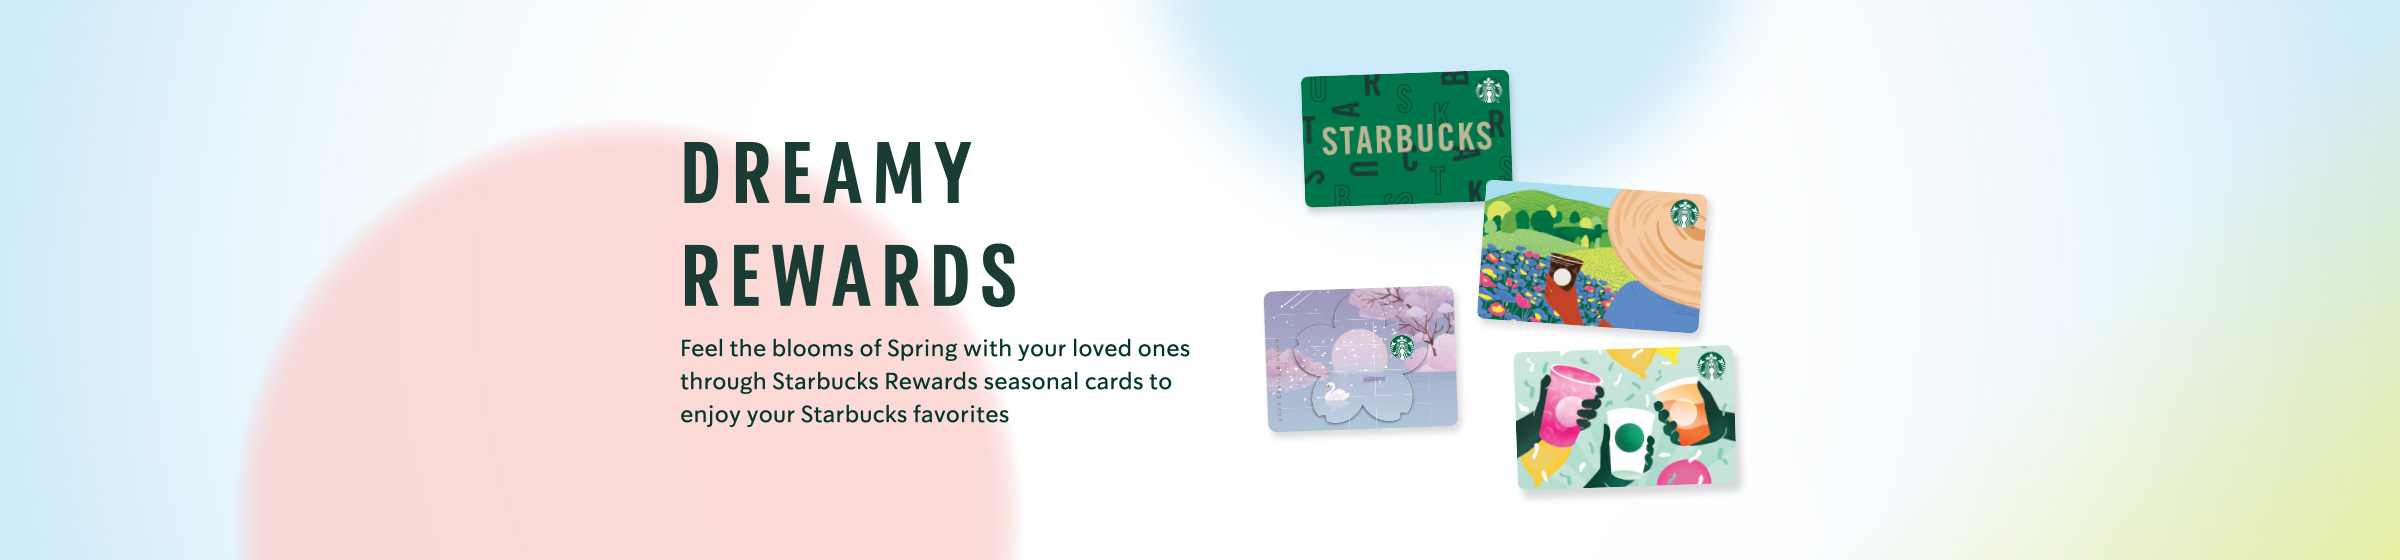 DREAMY
REWARDS
Feel the blooms of Spring with your loved ones
through Starbucks Rewards seasonal cards to
enjoy your Starbucks favorites
STARBUCKS